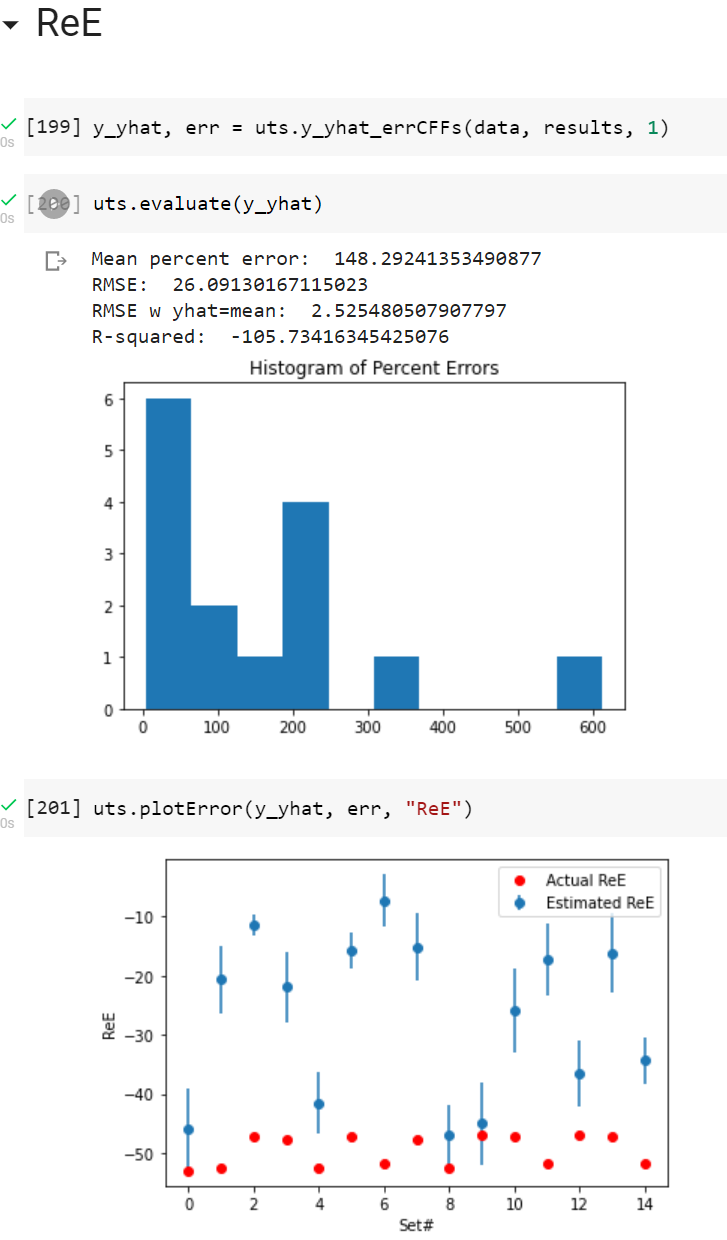 ReE
[199] y_yhat, err = uts.y_yhat_errCFFs(data, results, 1)
0s
[200] uts.evaluate(y_yhat)
0s
Mean percent error:  148.29241353490877
RMSE:  26.09130167115023
RMSE w yhat=mean:  2.525480507907797
R-squared:  -105.73416345425076
Histogram of Percent Errors
6
5
4
3
2
1
0
0 100 200 300 400 500 600
[201] uts.plotError(y_yhat, err, "ReE")
0s
Actual ReE
Estimated ReE
−10
−20
−30
−40
−50
ReE
0 2 4 6 8 10 12 14
Set#